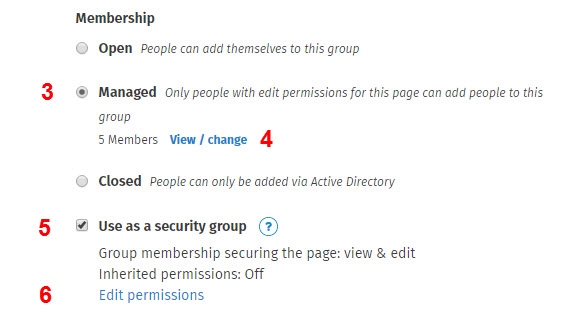 Membership
Open People can add themselves to this group
3 Managed Only people with edit permissions for this page can add people to this
group
5 Members View / change 4
Closed People can only be added via Active Directory
5 Use as a security group ?
Group membership securing the page: view & edit
Inherited permissions: Off
6 Edit permissions